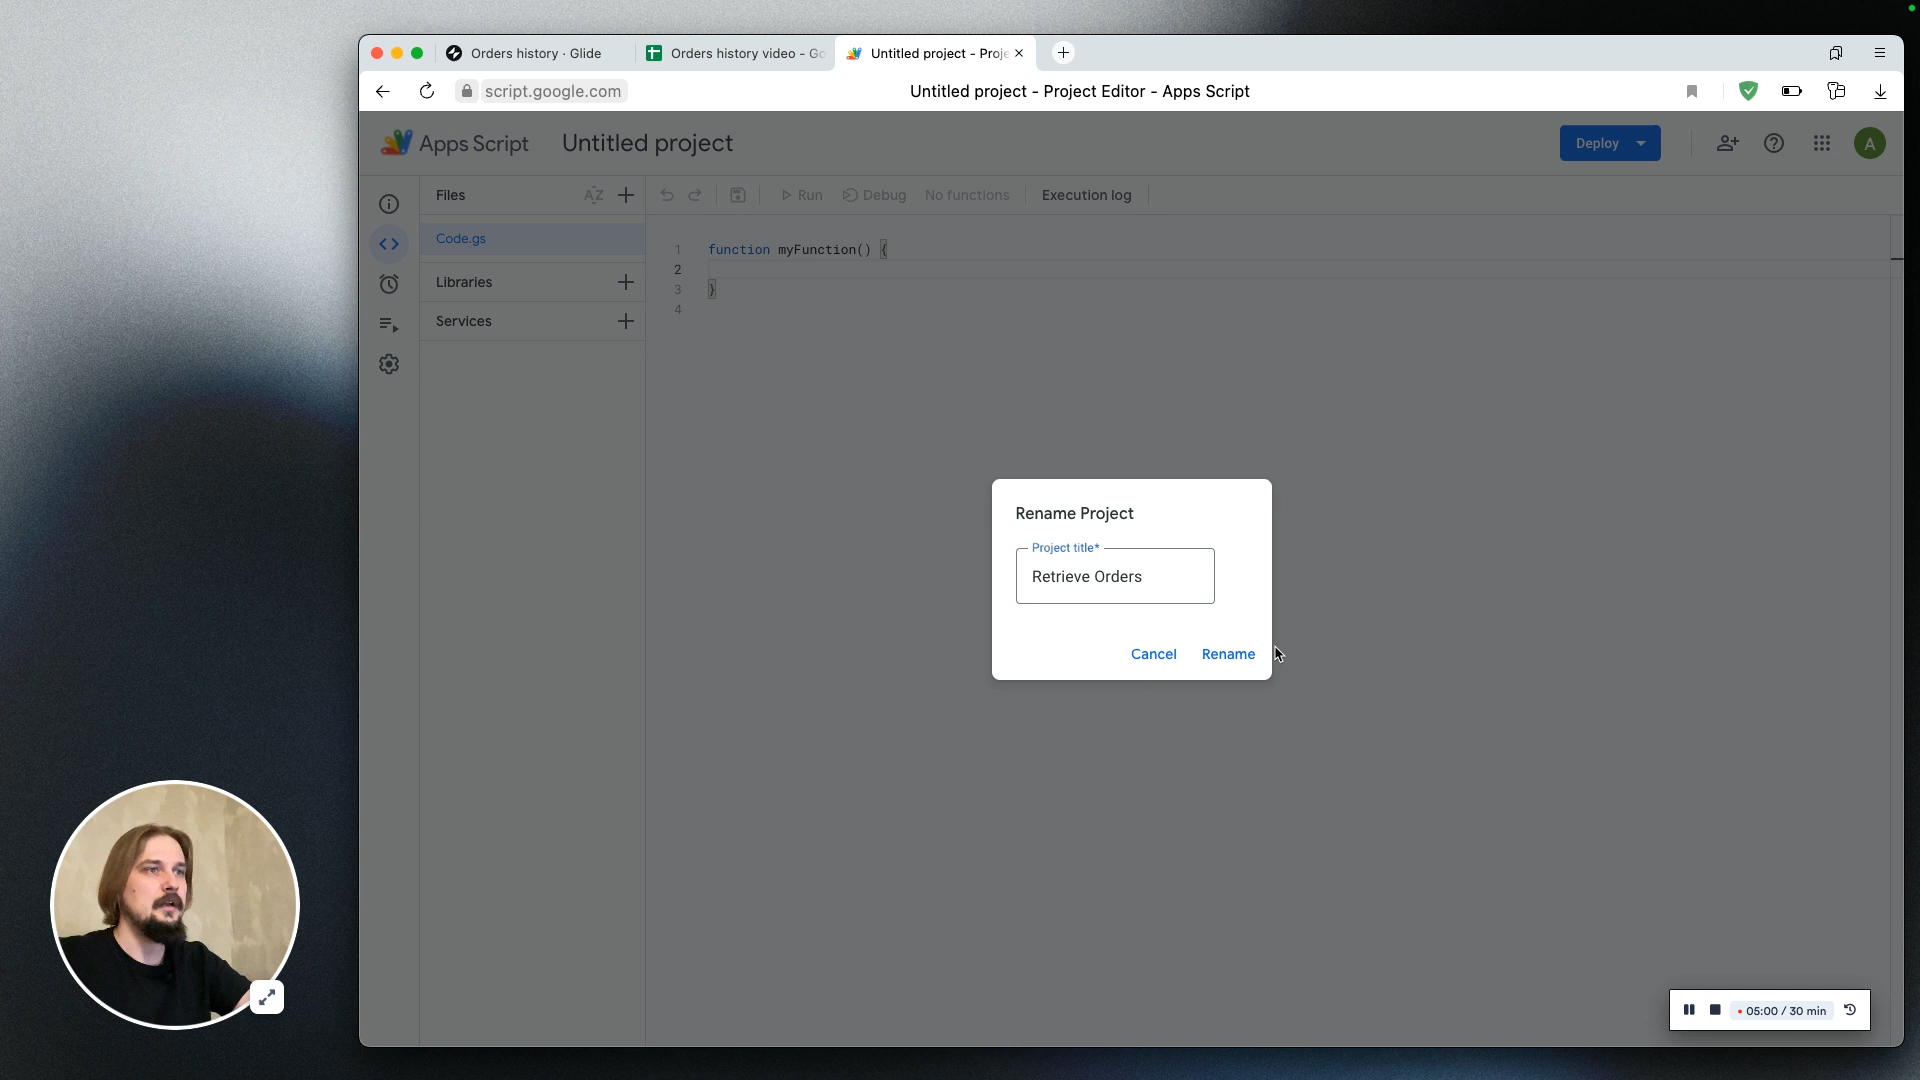 Orders history · Glide
Orders history video - Go
Untitled project - Proje
script.google.com
Untitled project - Project Editor - Apps Script
Apps Script
Untitled project
Deploy
A
Files
AZ
Run
Debug
No functions
Execution log
Code.gs
Libraries
Services
1 function myFunction() {
2
3 }
4
Rename Project
Project title*
Retrieve Orders
Cancel
Rename
05:00 / 30 min